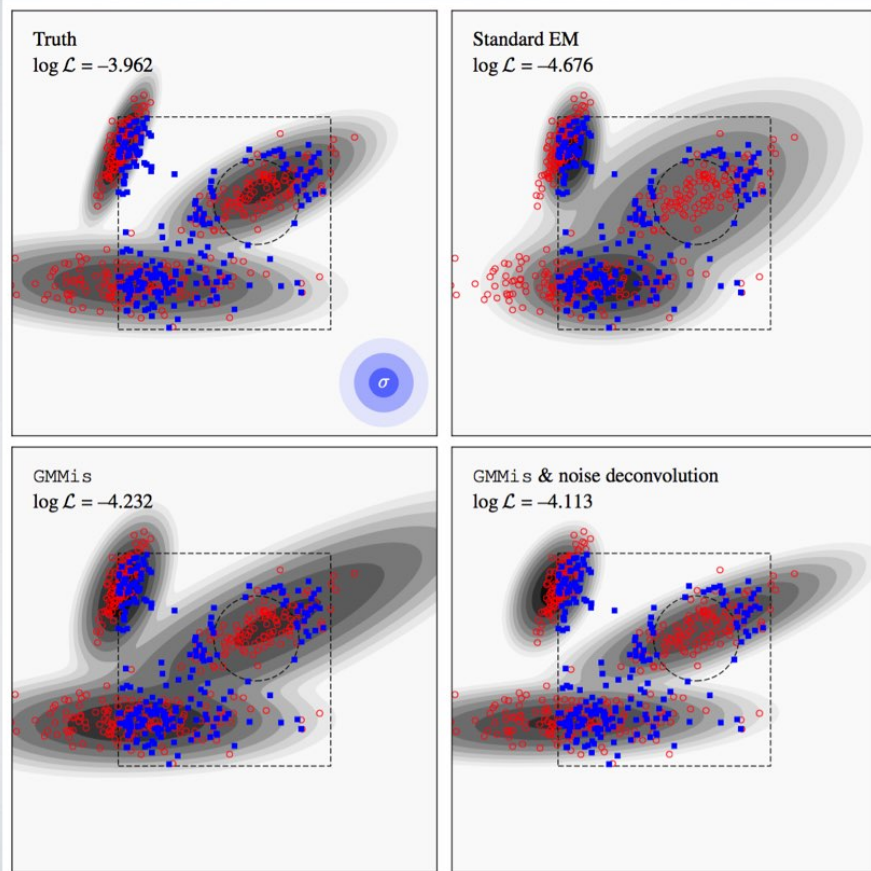 Truth
log ℒ = –3.962
Standard EM
log ℒ = –4.676
σ
GMMis
log ℒ = –4.232
GMMis & noise deconvolution
log ℒ = –4.113